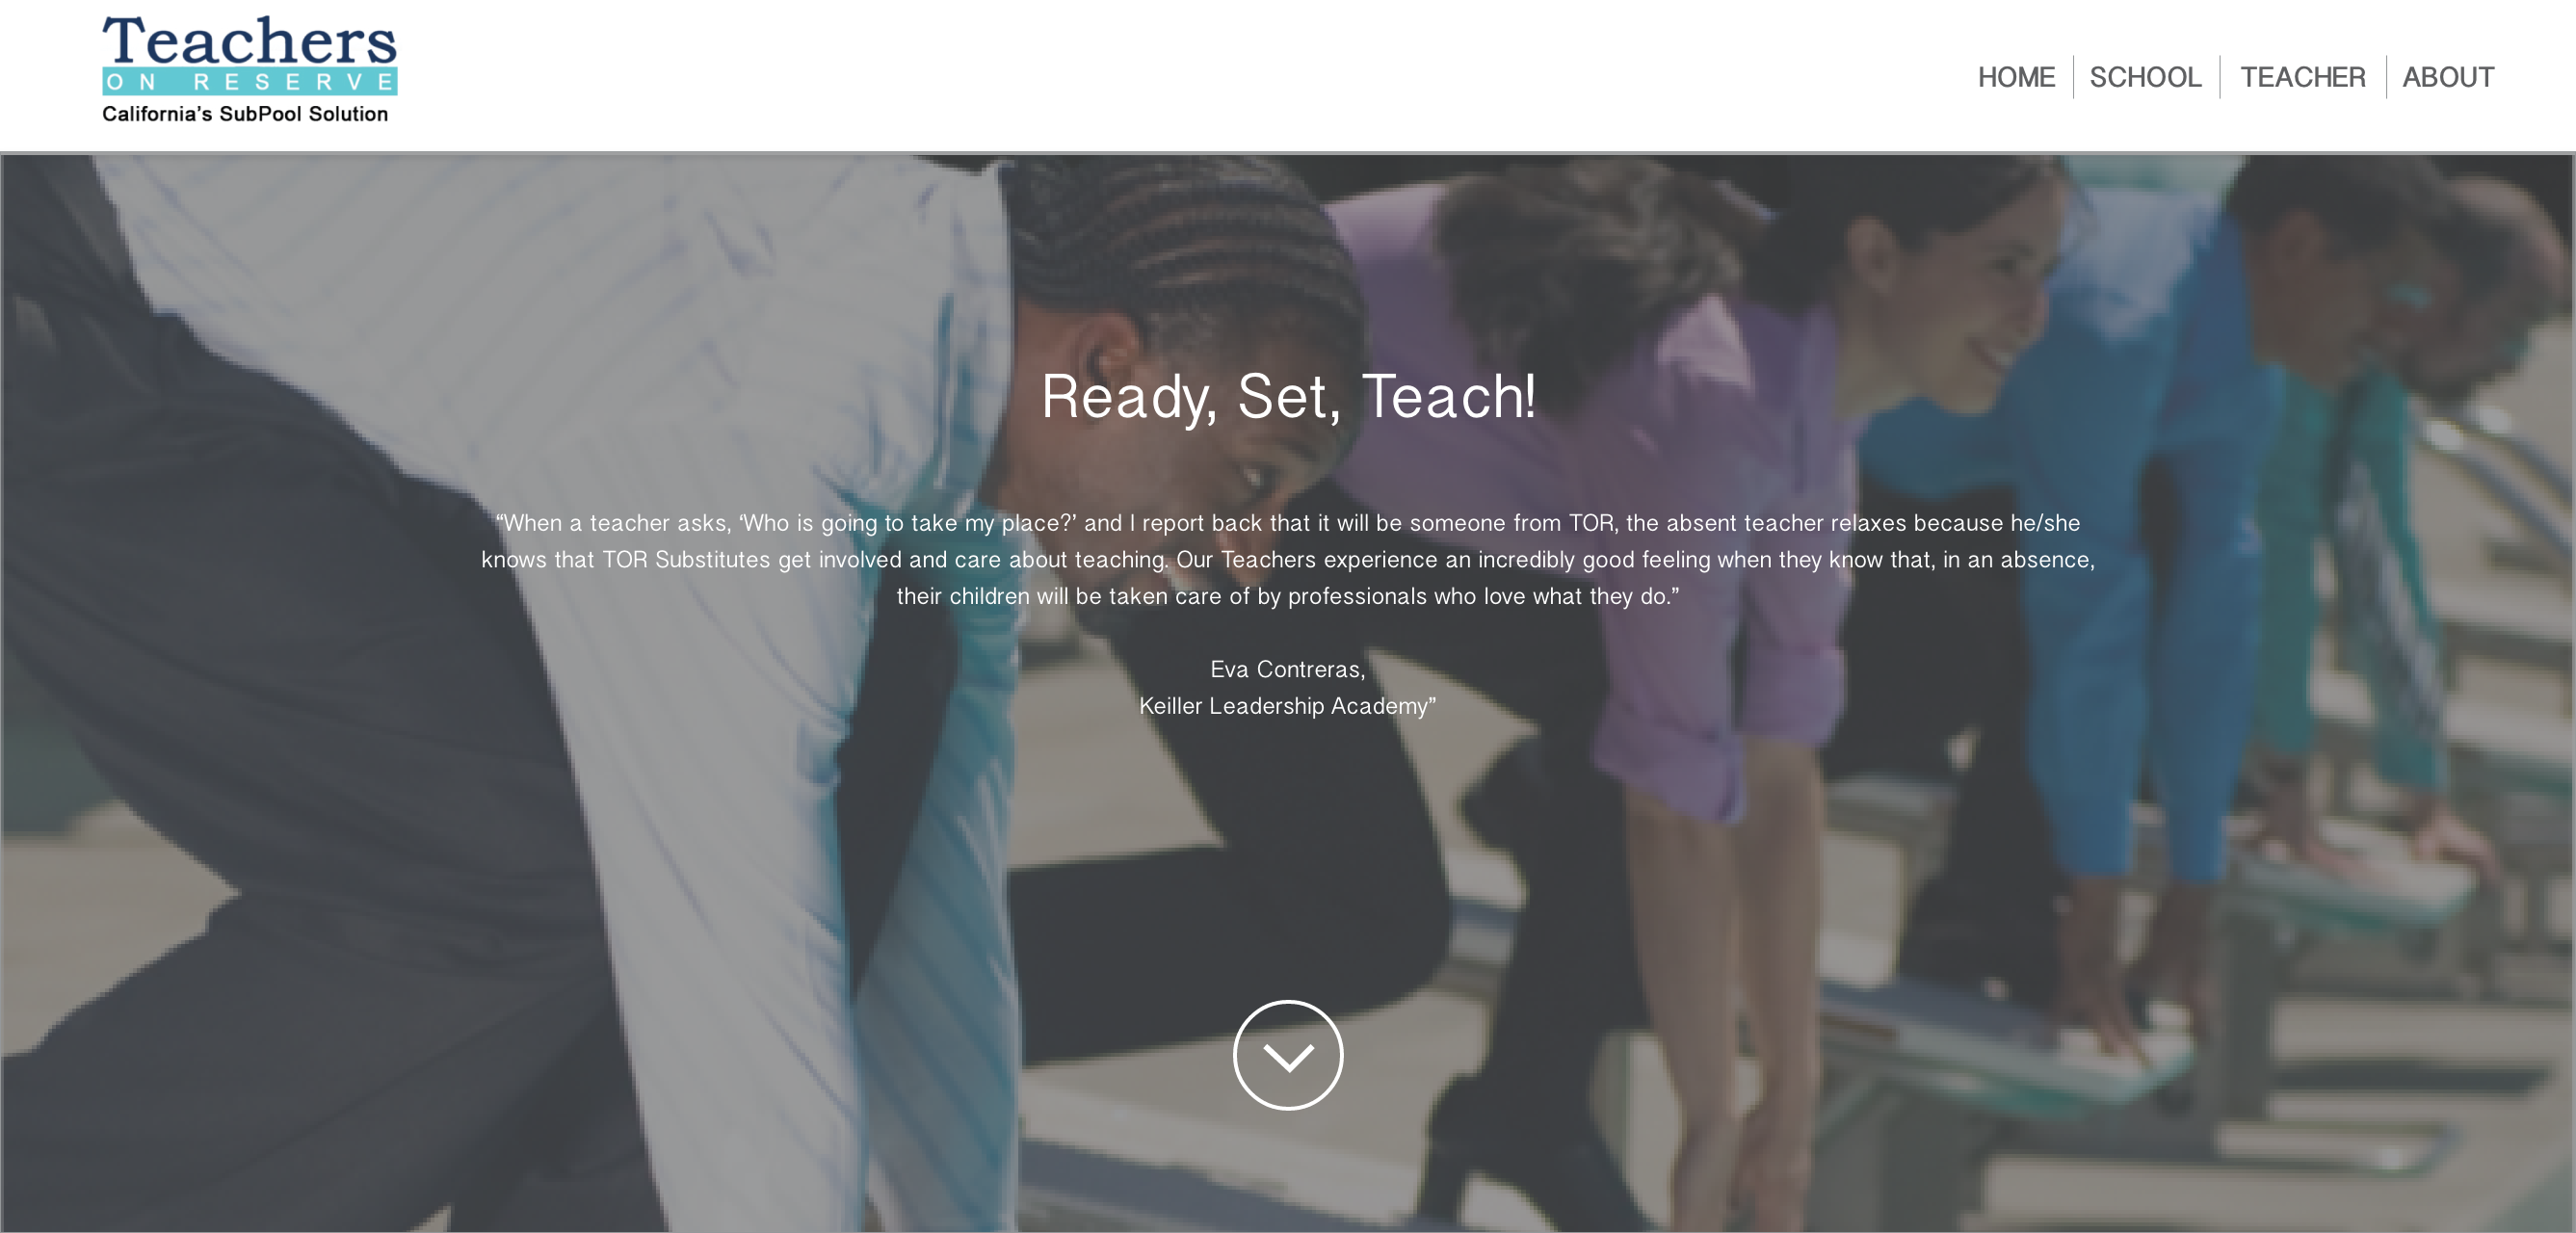 Teachers
ON RESERVE
California's SubPool Solution
HOME
SCHOOL
TEACHER
ABOUT
Ready, Set, Teach!
“When a teacher asks, ‘Who is going to take my place?’ and I report back that it will be someone from TOR, the absent teacher relaxes because he/she
knows that TOR Substitutes get involved and care about teaching. Our Teachers experience an incredibly good feeling when they know that, in an absence,
their children will be taken care of by professionals who love what they do.”
Eva Contreras,
Keiller Leadership Academy”